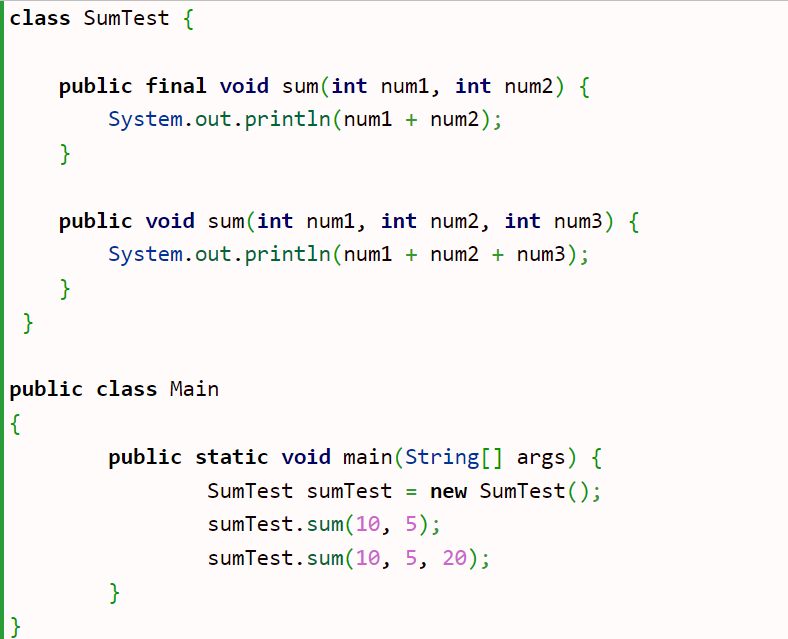 class SumTest {
    public final void sum(int num1, int num2) {
        System.out.println(num1 + num2);
    }
    public void sum(int num1, int num2, int num3) {
        System.out.println(num1 + num2 + num3);
    }
 }
public class Main
{
        public static void main(String[] args) {
                SumTest sumTest = new SumTest();
                sumTest.sum(10, 5);
                sumTest.sum(10, 5, 20);
        }
}